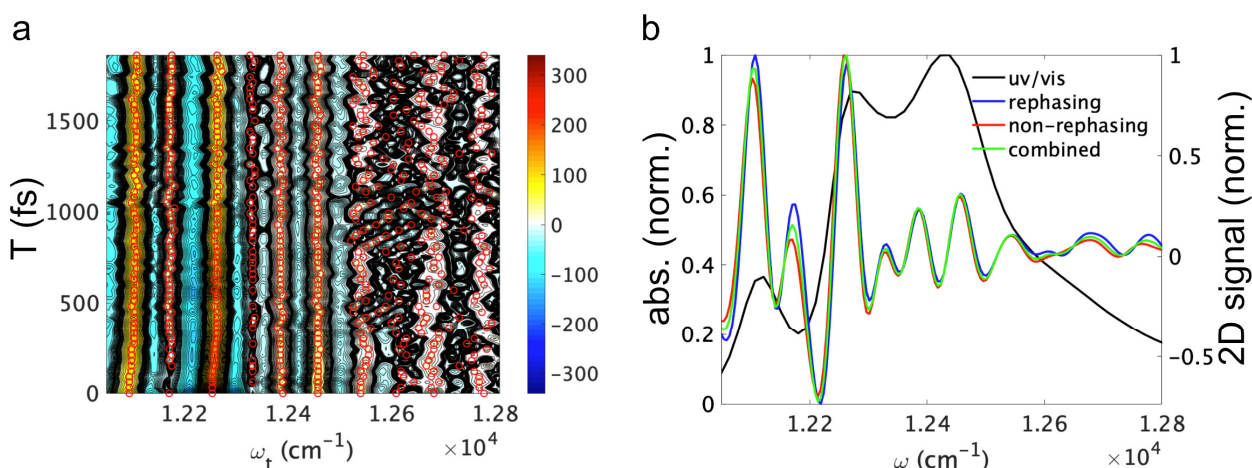 a
T (fs)
1500
1000
500
0
1.22
1.24
1.26
1.28
ωt (cm⁻¹)
×10⁴
300
200
100
0
−100
−200
−300
b
abs. (norm.)
1
0.8
0.6
0.4
0.2
0
uv/vis
rephasing
non-rephasing
combined
1
0.5
0
-0.5
2D signal (norm.)
1.22
1.24
1.26
1.28
ω (cm⁻¹)
×10⁴